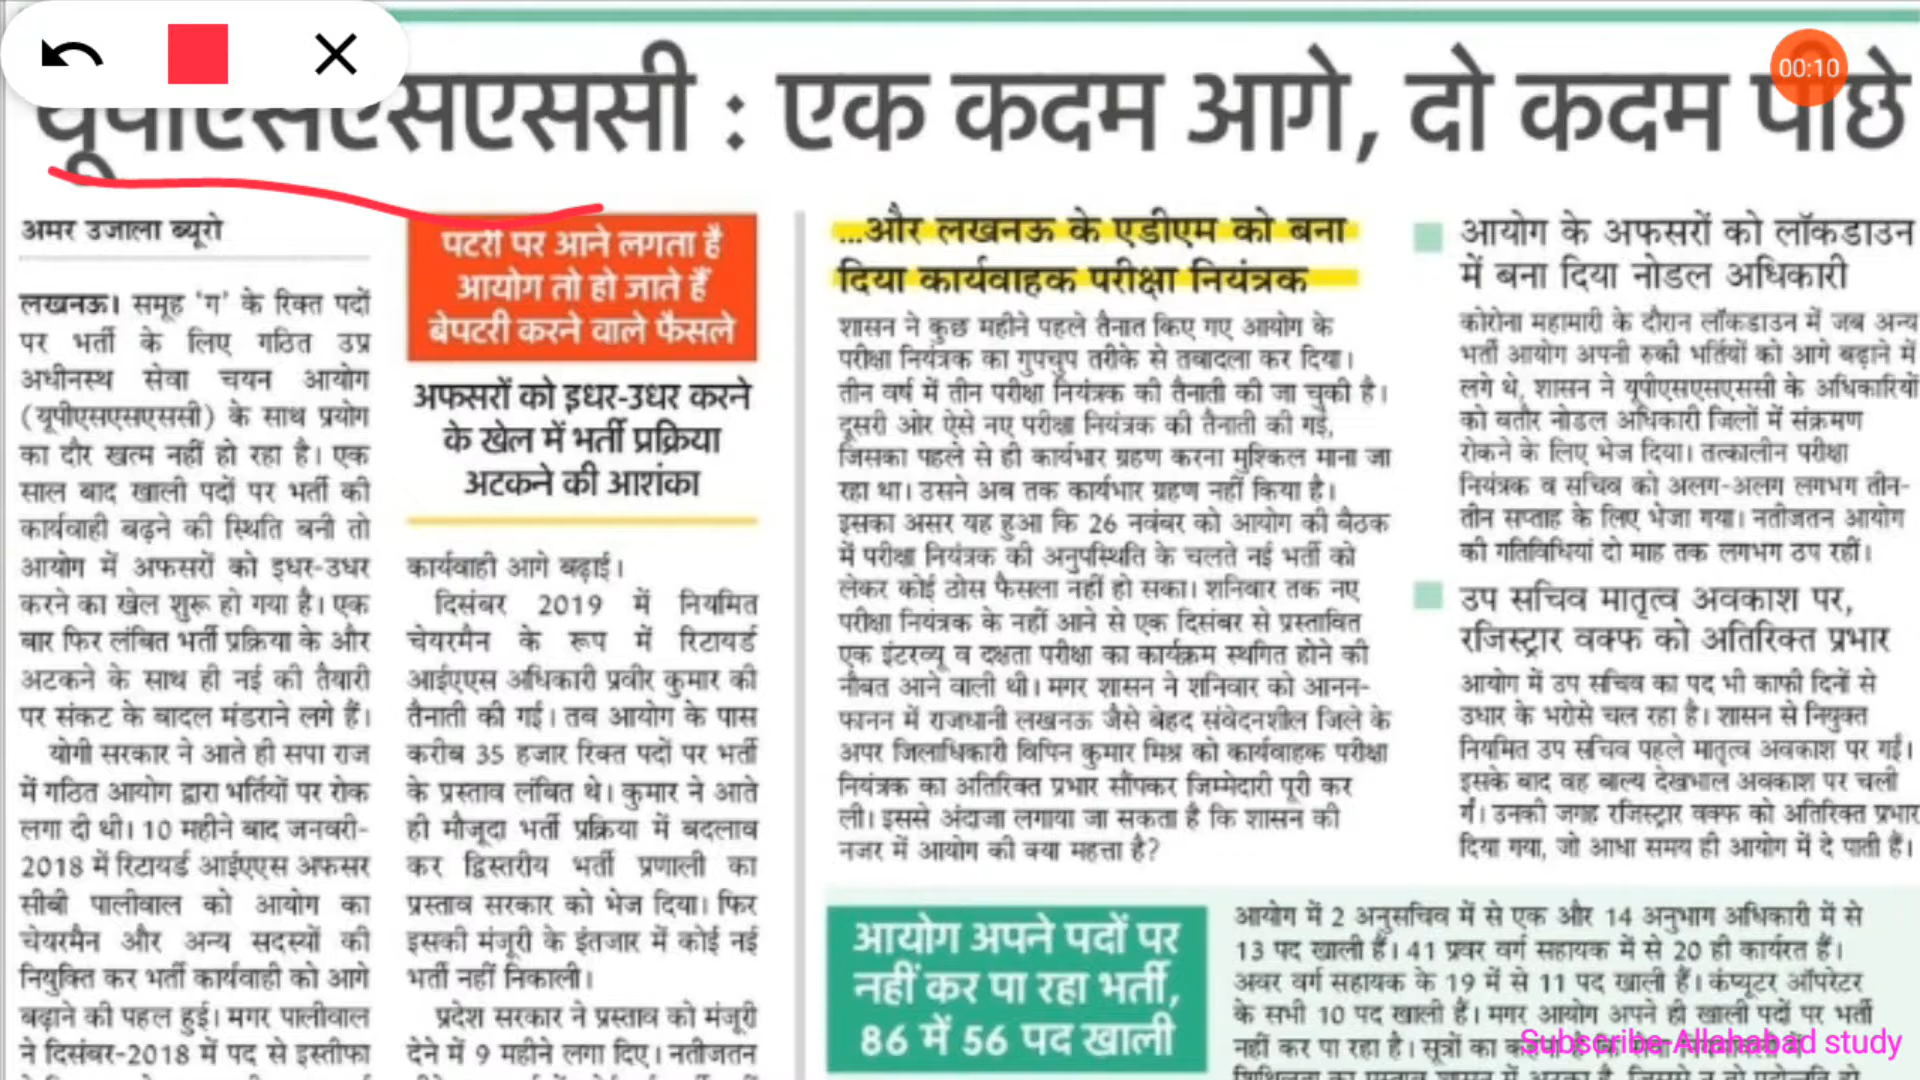 00:10
यूपीएसएसएससी : एक कदम आगे, दो कदम पीछे
अमर उजाला ब्यूरो
लखनऊ। समूह ‘ग’ के रिक्त पदों
पर भर्ती के लिए गठित उप्र
अधीनस्थ सेवा चयन आयोग
(यूपीएसएसएससी) के साथ प्रयोग
का दौर खत्म नहीं हो रहा है। एक
साल बाद खाली पदों पर भर्ती की
कार्यवाही बढ़ने की स्थिति बनी तो
आयोग में अफसरों को इधर-उधर
करने का खेल शुरू हो गया है। एक
बार फिर लंबित भर्ती प्रक्रिया के और
अटकने के साथ ही नई की तैयारी
पर संकट के बादल मंडराने लगे हैं।
योगी सरकार ने आते ही सपा राज
में गठित आयोग द्वारा भर्तियों पर रोक
लगा दी थी। 10 महीने बाद जनवरी-
2018 में रिटायर्ड आईएएस अफसर
सीबी पालीवाल को आयोग का
चेयरमैन और अन्य सदस्यों की
नियुक्ति कर भर्ती कार्यवाही को आगे
बढ़ाने की पहल हुई। मगर पालीवाल
ने दिसंबर-2018 में पद से इस्तीफा
पटरी पर आने लगता है
आयोग तो हो जाते हैं
बेपटरी करने वाले फैसले
अफसरों को इधर-उधर करने
के खेल में भर्ती प्रक्रिया
अटकने की आशंका
कार्यवाही आगे बढ़ाई।
दिसंबर 2019 में नियमित
चेयरमैन के रूप में रिटायर्ड
आईएएस अधिकारी प्रवीर कुमार की
तैनाती की गई। तब आयोग के पास
करीब 35 हजार रिक्त पदों पर भर्ती
के प्रस्ताव लंबित थे। कुमार ने आते
ही मौजूदा भर्ती प्रक्रिया में बदलाव
कर द्विस्तरीय भर्ती प्रणाली का
प्रस्ताव सरकार को भेज दिया। फिर
इसकी मंजूरी के इंतजार में कोई नई
भर्ती नहीं निकाली।
प्रदेश सरकार ने प्रस्ताव को मंजूरी
देने में 9 महीने लगा दिए। नतीजतन
...और लखनऊ के एडीएम को बना
दिया कार्यवाहक परीक्षा नियंत्रक
शासन ने कुछ महीने पहले तैनात किए गए आयोग के
परीक्षा नियंत्रक का गुपचुप तरीके से तबादला कर दिया।
तीन वर्ष में तीन परीक्षा नियंत्रक की तैनाती की जा चुकी है।
दूसरी ओर ऐसे नए परीक्षा नियंत्रक की तैनाती की गई,
जिसका पहले से ही कार्यभार ग्रहण करना मुश्किल माना जा
रहा था। उसने अब तक कार्यभार ग्रहण नहीं किया है।
इसका असर यह हुआ कि 26 नवंबर को आयोग की बैठक
में परीक्षा नियंत्रक की अनुपस्थिति के चलते नई भर्ती को
लेकर कोई ठोस फैसला नहीं हो सका। शनिवार तक नए
परीक्षा नियंत्रक के नहीं आने से एक दिसंबर से प्रस्तावित
एक इंटरव्यू व दक्षता परीक्षा का कार्यक्रम स्थगित होने की
नौबत आने वाली थी। मगर शासन ने शनिवार को आनन-
फानन में राजधानी लखनऊ जैसे बेहद संवेदनशील जिले के
अपर जिलाधिकारी विपिन कुमार मिश्र को कार्यवाहक परीक्षा
नियंत्रक का अतिरिक्त प्रभार सौंपकर जिम्मेदारी पूरी कर
ली। इससे अंदाजा लगाया जा सकता है कि शासन की
नजर में आयोग की क्या महत्ता है?
आयोग के अफसरों को लॉकडाउन
में बना दिया नोडल अधिकारी
कोरोना महामारी के दौरान लॉकडाउन में जब अन्य
भर्ती आयोग अपनी रुकी भर्तियों को आगे बढ़ाने में
लगे थे, शासन ने यूपीएसएसएससी के अधिकारियों
को बतौर नोडल अधिकारी जिलों में संक्रमण
रोकने के लिए भेज दिया। तत्कालीन परीक्षा
नियंत्रक व सचिव को अलग-अलग लगभग तीन-
तीन सप्ताह के लिए भेजा गया। नतीजतन आयोग
की गतिविधियां दो माह तक लगभग ठप रहीं।
उप सचिव मातृत्व अवकाश पर,
रजिस्ट्रार वक्फ को अतिरिक्त प्रभार
आयोग में उप सचिव का पद भी काफी दिनों से
उधार के भरोसे चल रहा है। शासन से नियुक्त
नियमित उप सचिव पहले मातृत्व अवकाश पर गईं।
इसके बाद वह बाल्य देखभाल अवकाश पर चली
गं। उनकी जगह रजिस्ट्रार वक्फ को अतिरिक्त प्रभार
दिया गया, जो आधा समय ही आयोग में दे पाती हैं।
आयोग अपने पदों पर
नहीं कर पा रहा भर्ती,
86 में 56 पद खाली
आयोग में 2 अनुसचिव में से एक और 14 अनुभाग अधिकारी में से
13 पद खाली हैं। 41 प्रवर वर्ग सहायक में से 20 ही कार्यरत हैं।
अवर वर्ग सहायक के 19 में से 11 पद खाली हैं। कंप्यूटर ऑपरेटर
के सभी 10 पद खाली हैं। मगर आयोग अपने ही खाली पदों पर भर्ती
नहीं कर पा रहा है। सूत्रों का
Subscribe-Allahabad study